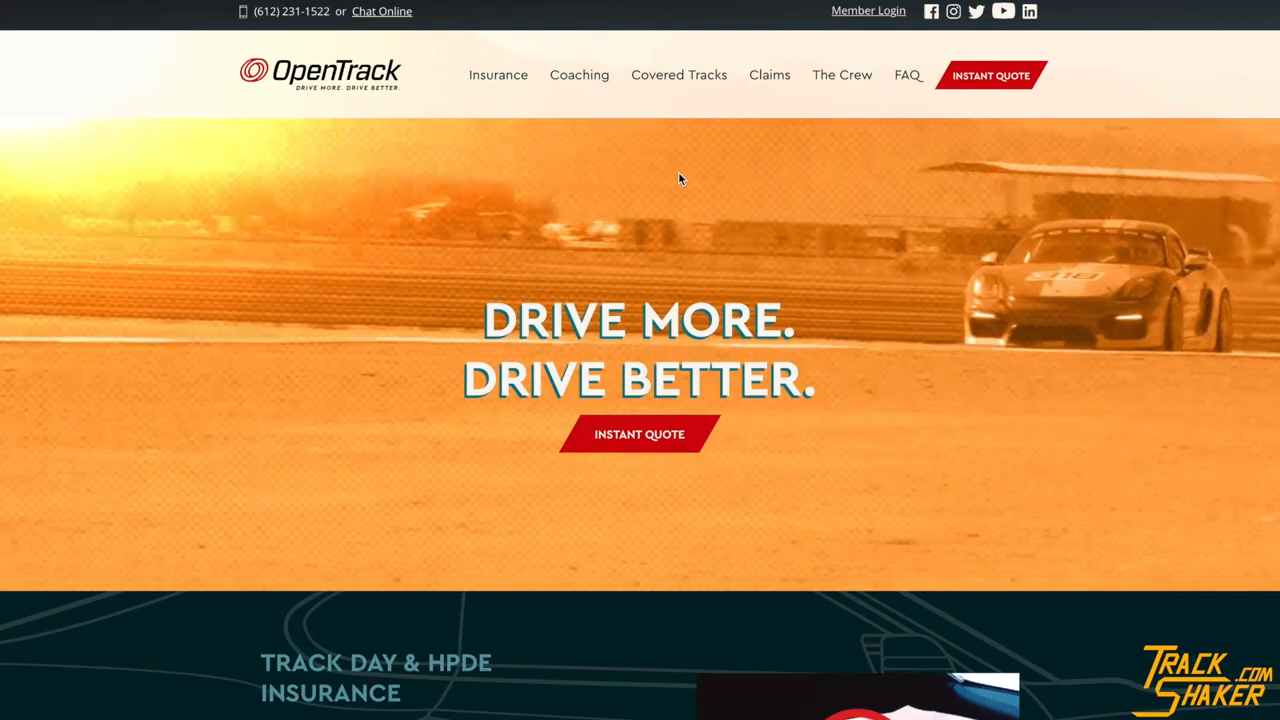 (612) 231-1522 or Chat Online
Member Login
OpenTrack
DRIVE MORE. DRIVE BETTER.
Insurance Coaching Covered Tracks Claims The Crew FAQ INSTANT QUOTE
DRIVE MORE.
DRIVE BETTER.
INSTANT QUOTE
TRACK DAY & HPDE
INSURANCE
TRACK
SHAKER
.COM